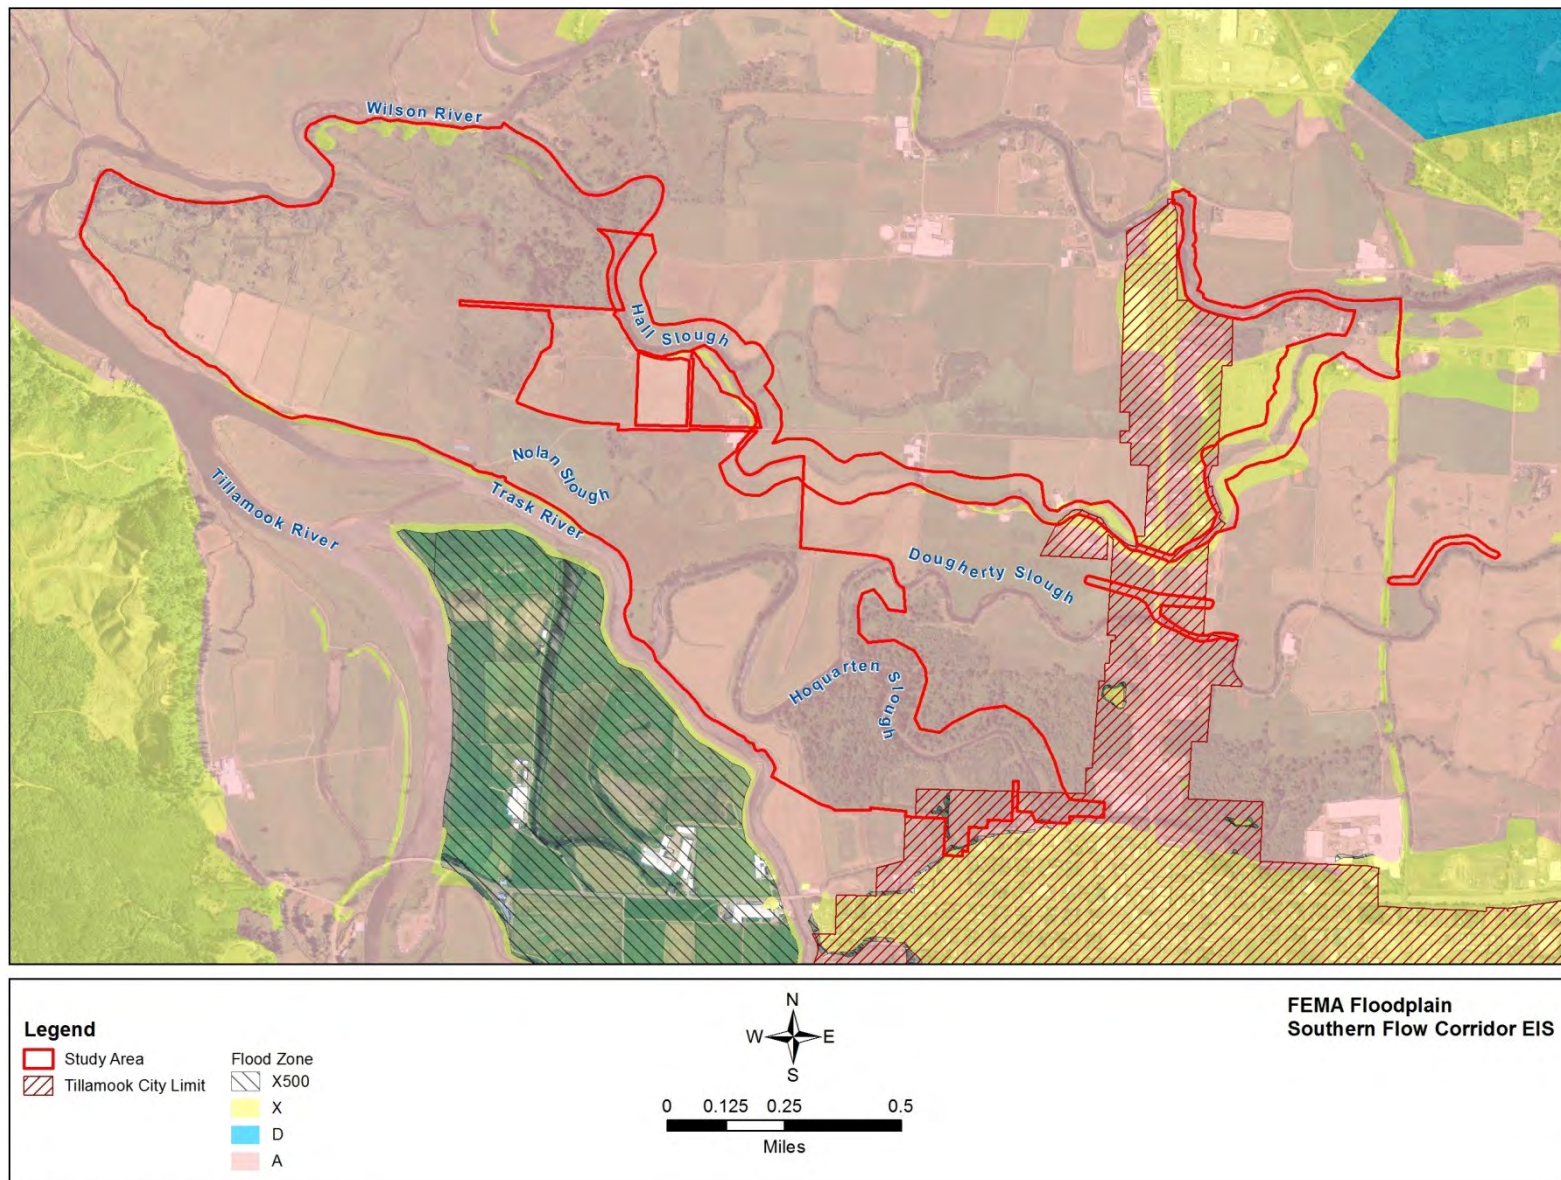 Wilson River
Hall Slough
Nolan Slough
Trask River
Tillamook River
Dougherty Slough
Hoquarten Slough
Legend
Study Area
Tillamook City Limit
Flood Zone
X500
X
D
A
N
W E
S
0 0.125 0.25 0.5
Miles
FEMA Floodplain
Southern Flow Corridor EIS